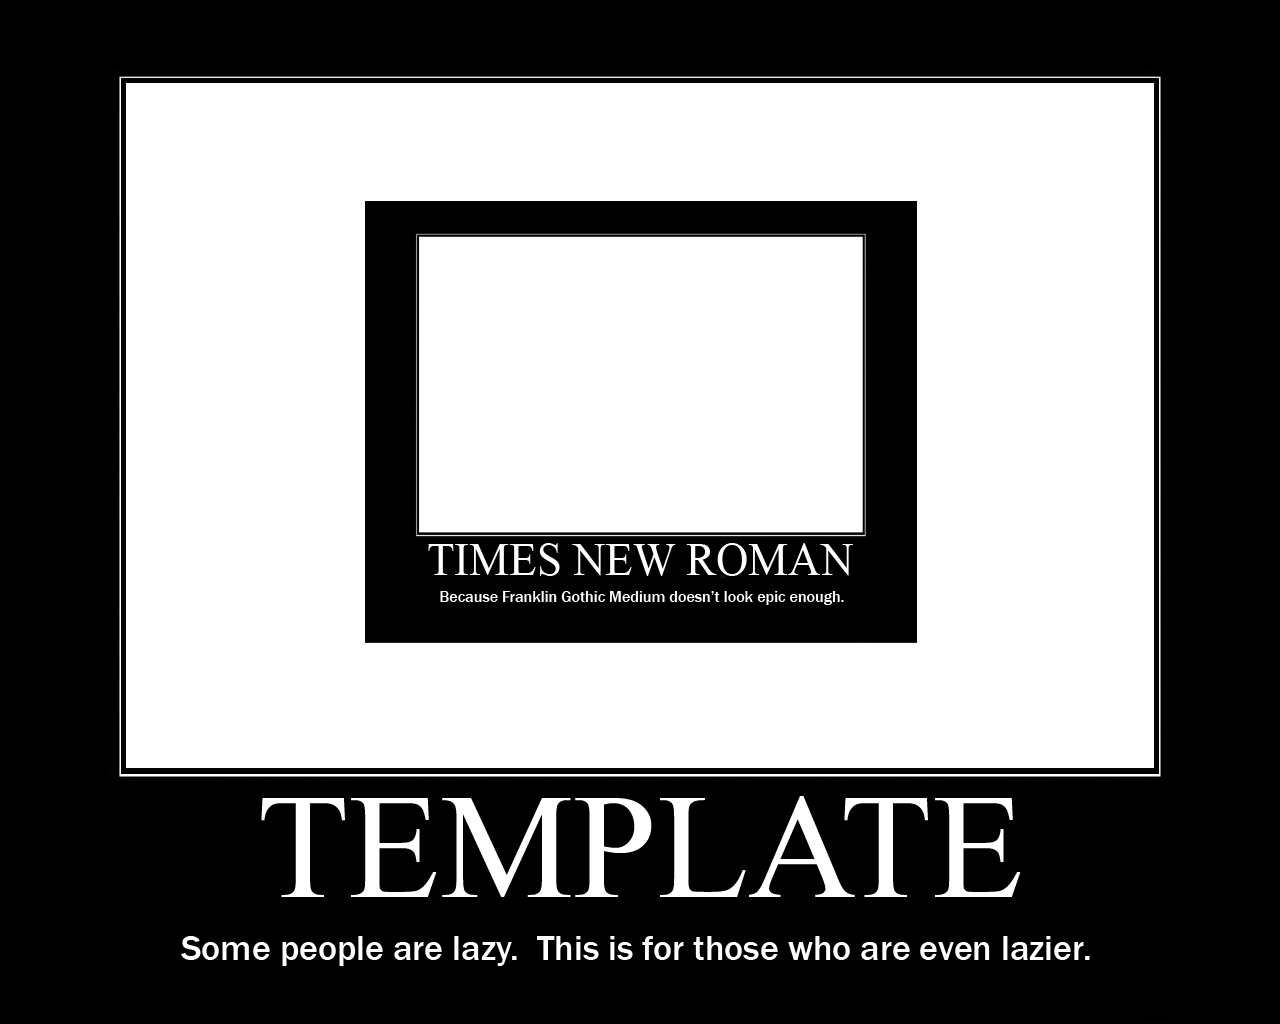 TIMES NEW ROMAN
Because Franklin Gothic Medium doesn't look epic enough.
TEMPLATE
Some people are lazy.  This is for those who are even lazier.